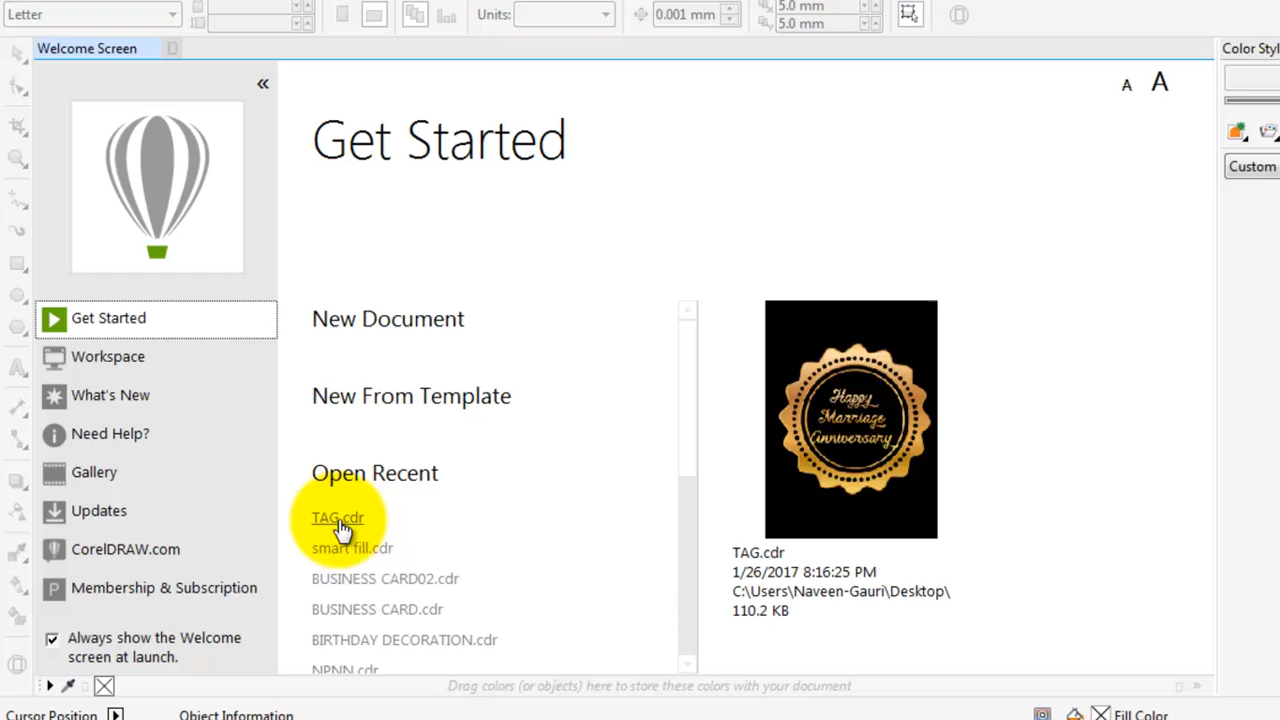 Letter
Units:
0.001 mm
5.0 mm
5.0 mm
Welcome Screen
Color Styl
A A
Get Started
Custom
Get Started
Workspace
What's New
Need Help?
Gallery
Updates
CorelDRAW.com
Membership & Subscription
Always show the Welcome
screen at launch.
New Document
New From Template
Open Recent
TAG.cdr
smart fill.cdr
BUSINESS CARD02.cdr
BUSINESS CARD.cdr
BIRTHDAY DECORATION.cdr
NPNN.cdr
Happy
Marriage
Anniversary
TAG.cdr
1/26/2017 8:16:25 PM
C:\Users\Naveen-Gauri\Desktop\
110.2 KB
Drag colors (or objects) here to store these colors with your document
Cursor Position
Object Information
Fill Color